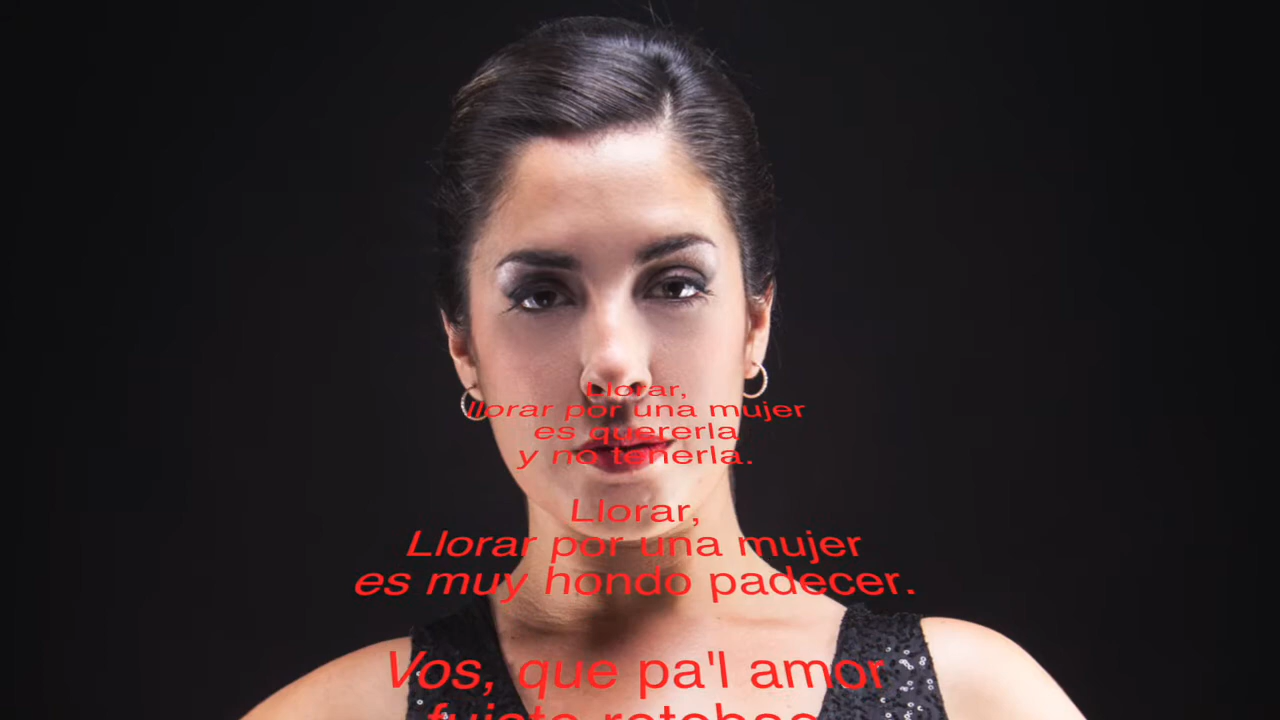 Llorar,
llorar por una mujer
es quererla
y no tenerla.
Llorar,
Llorar por una mujer
es muy hondo padecer.
Vos, que pa'l amor